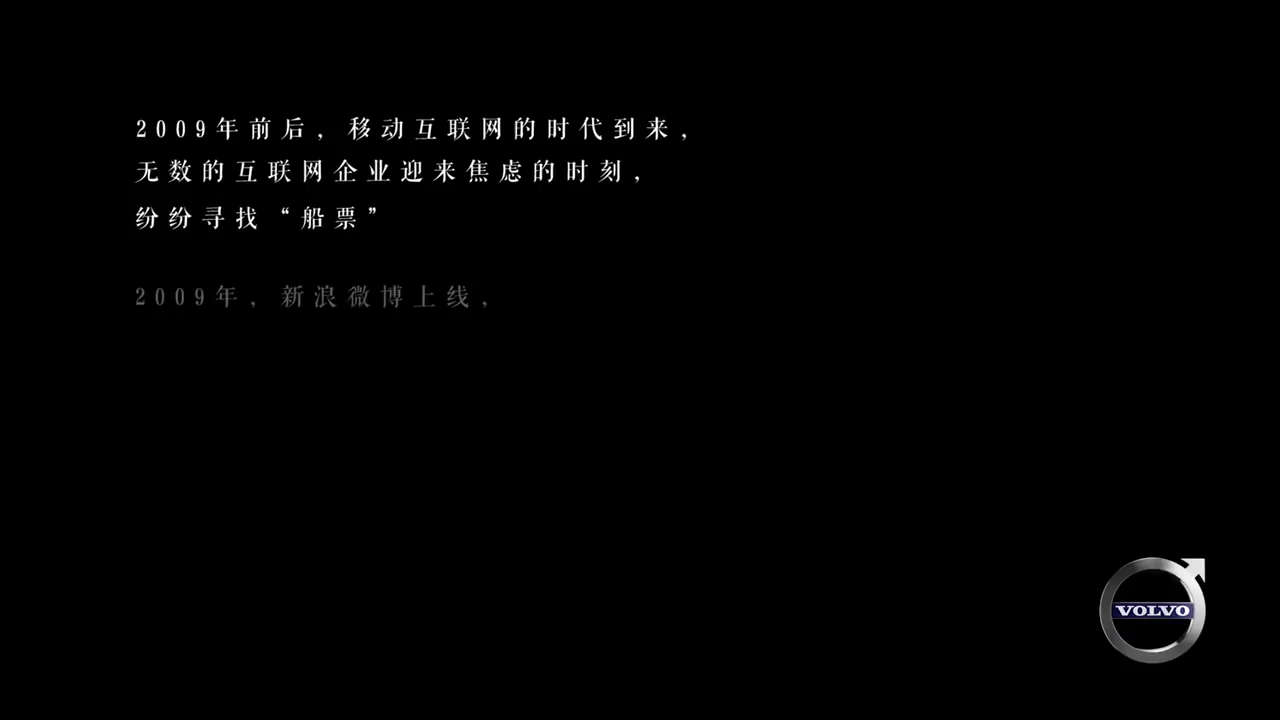 2009年前后，移动互联网的时代到来，
无数的互联网企业迎来焦虑的时刻，
纷纷寻找“船票”
2009年，新浪微博上线，
VOLVO